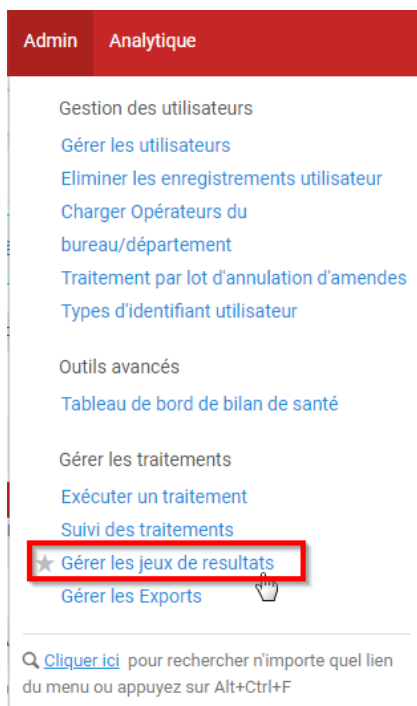 Admin Analytique
Gestion des utilisateurs
Gérer les utilisateurs
Eliminer les enregistrements utilisateur
Charger Opérateurs du
bureau/département
Traitement par lot d'annulation d'amendes
Types d'identifiant utilisateur
Outils avancés
Tableau de bord de bilan de santé
Gérer les traitements
Exécuter un traitement
Suivi des traitements
Gérer les jeux de resultats
Gérer les Exports
Cliquer ici pour rechercher n'importe quel lien
du menu ou appuyez sur Alt+Ctrl+F